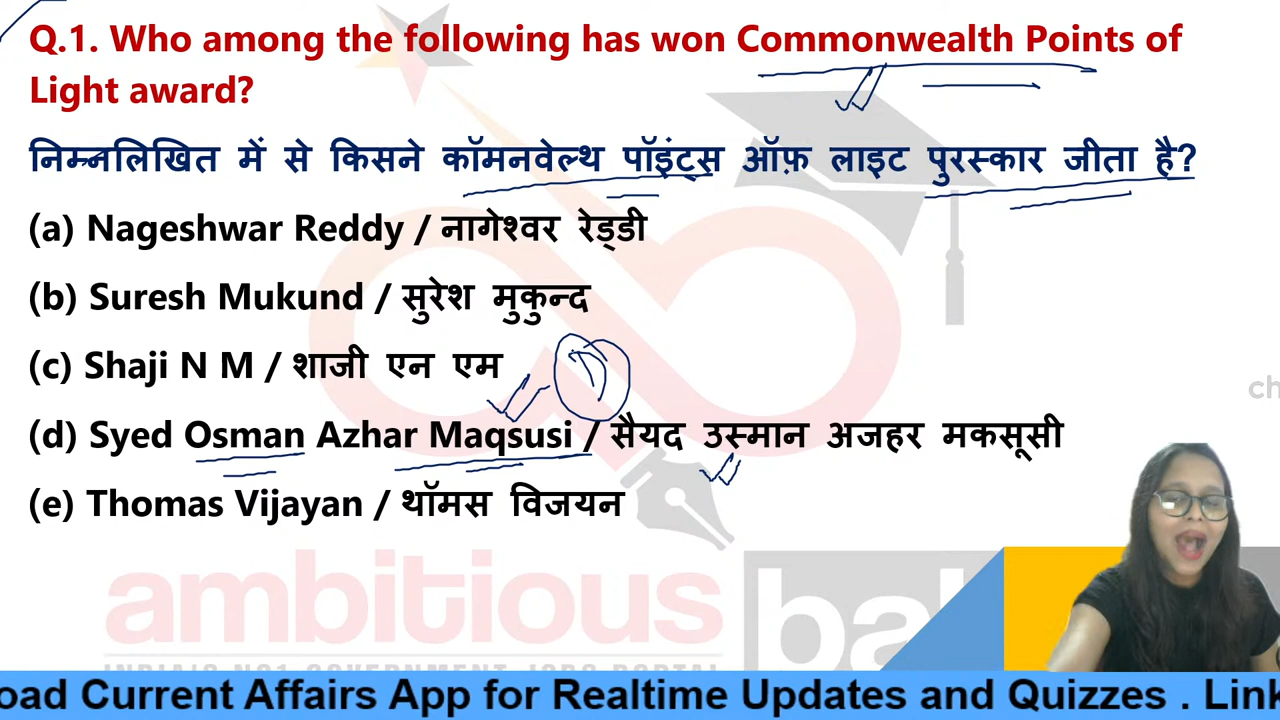 Q.1. Who among the following has won Commonwealth Points of
Light award?
निम्नलिखित में से किसने कॉमनवेल्थ पॉइंट्स ऑफ़ लाइट पुरस्कार जीता है?
(a) Nageshwar Reddy / नागेश्वर रेड्डी
(b) Suresh Mukund / सुरेश मुकुन्द
(c) Shaji N M / शाजी एन एम
ch
(d) Syed Osman Azhar Maqsusi / सैयद उस्मान अजहर मकसूसी
(e) Thomas Vijayan / थॉमस विजयन
ambitious
ba
oad Current Affairs App for Realtime Updates and Quizzes . Link